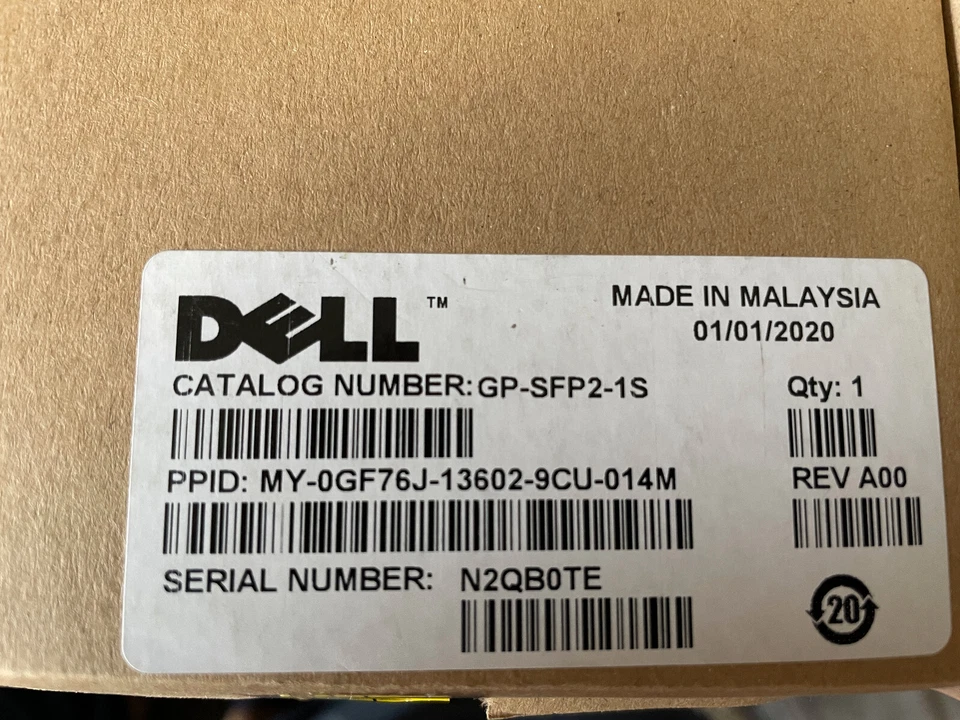 DELL™
MADE IN MALAYSIA
01/01/2020
CATALOG NUMBER: GP-SFP2-1S
Qty: 1
PPID: MY-0GF76J-13602-9CU-014M
REV A00
SERIAL NUMBER: N2QB0TE
20